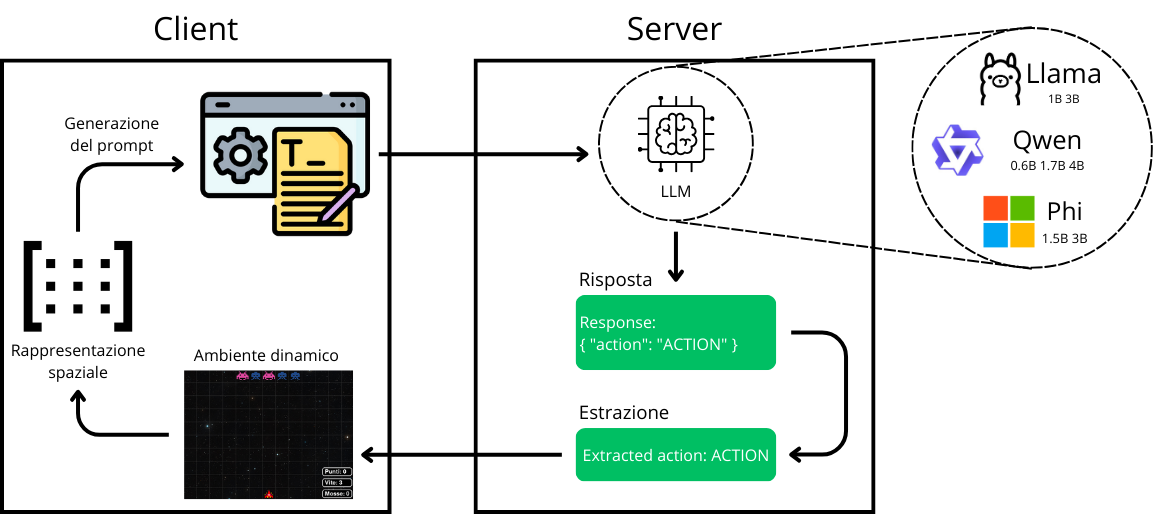 Client
Server
Generazione
del prompt
T
LLM
Llama
1B 3B
Qwen
0.6B 1.7B 4B
Phi
1.5B 3B
Rappresentazione
spaziale
Ambiente dinamico
Punti: 0
Vite: 3
Mosse: 0
Risposta
Response:
{ "action": "ACTION" }
Estrazione
Extracted action: ACTION